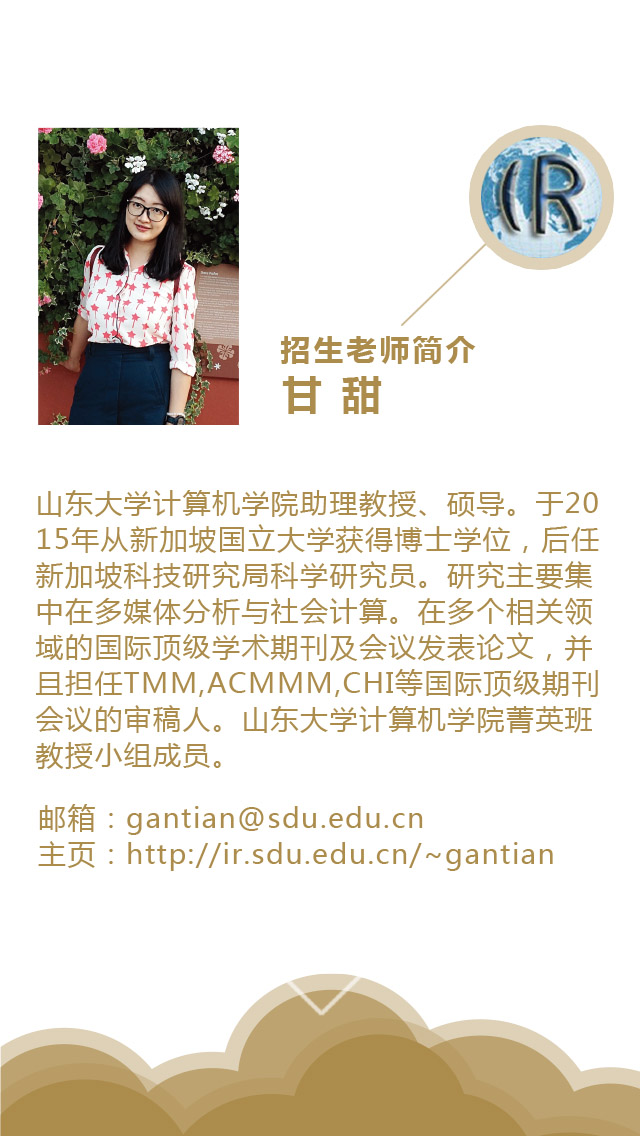 IR
招生老师简介
甘 甜
山东大学计算机学院助理教授、硕导。于20
15年从新加坡国立大学获得博士学位，后任
新加坡科技研究局科学研究员。研究主要集
中在多媒体分析与社会计算。在多个相关领
域的国际顶级学术期刊及会议发表论文，并
且担任TMM,ACMMM,CHI等国际顶级期刊
会议的审稿人。山东大学计算机学院菁英班
教授小组成员。
邮箱：gantian@sdu.edu.cn
主页：http://ir.sdu.edu.cn/~gantian